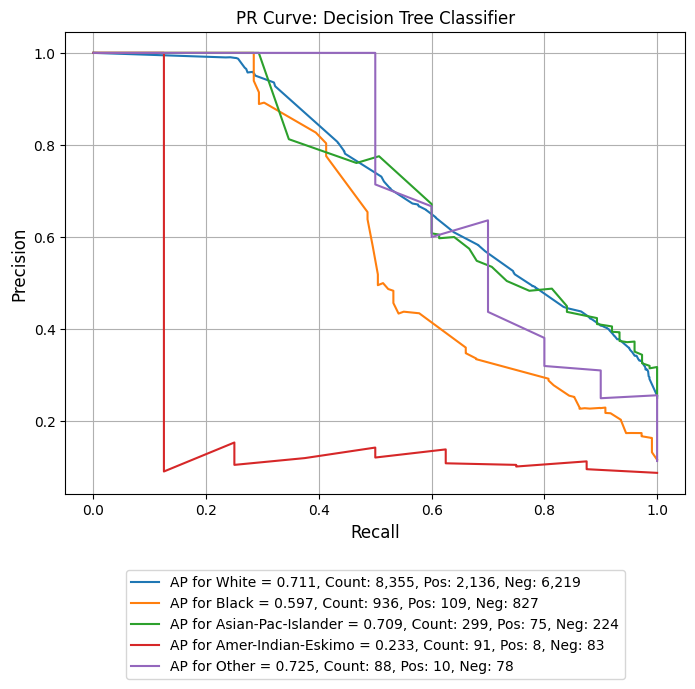 PR Curve: Decision Tree Classifier
1.0
0.8
0.6
0.4
0.2
Precision
0.0
0.2
0.4
0.6
0.8
1.0
Recall
AP for White = 0.711, Count: 8,355, Pos: 2,136, Neg: 6,219
AP for Black = 0.597, Count: 936, Pos: 109, Neg: 827
AP for Asian-Pac-Islander = 0.709, Count: 299, Pos: 75, Neg: 224
AP for Amer-Indian-Eskimo = 0.233, Count: 91, Pos: 8, Neg: 83
AP for Other = 0.725, Count: 88, Pos: 10, Neg: 78